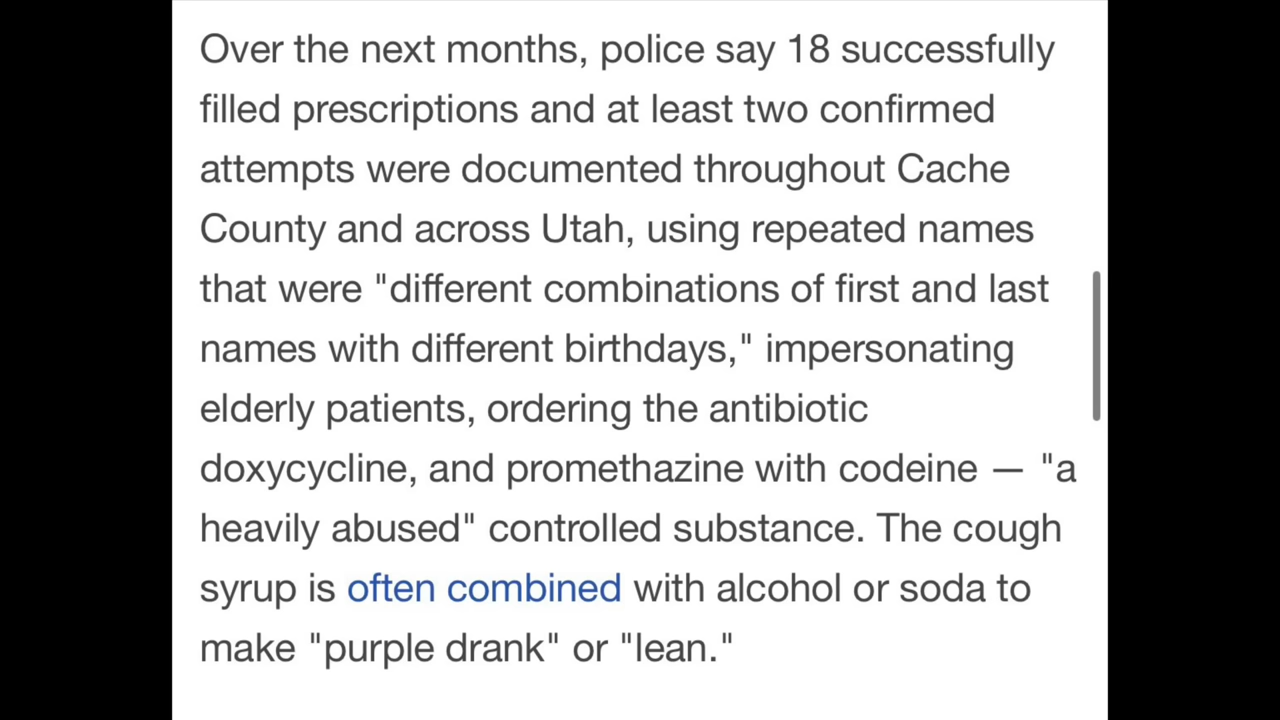 Over the next months, police say 18 successfully
filled prescriptions and at least two confirmed
attempts were documented throughout Cache
County and across Utah, using repeated names
that were "different combinations of first and last
names with different birthdays," impersonating
elderly patients, ordering the antibiotic
doxycycline, and promethazine with codeine — "a
heavily abused" controlled substance. The cough
syrup is often combined with alcohol or soda to
make "purple drank" or "lean."